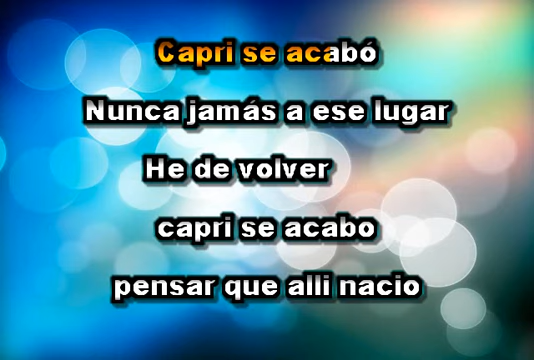 Capri se acabó
Nunca jamás a ese lugar
He de volver
capri se acabo
pensar que alli nacio